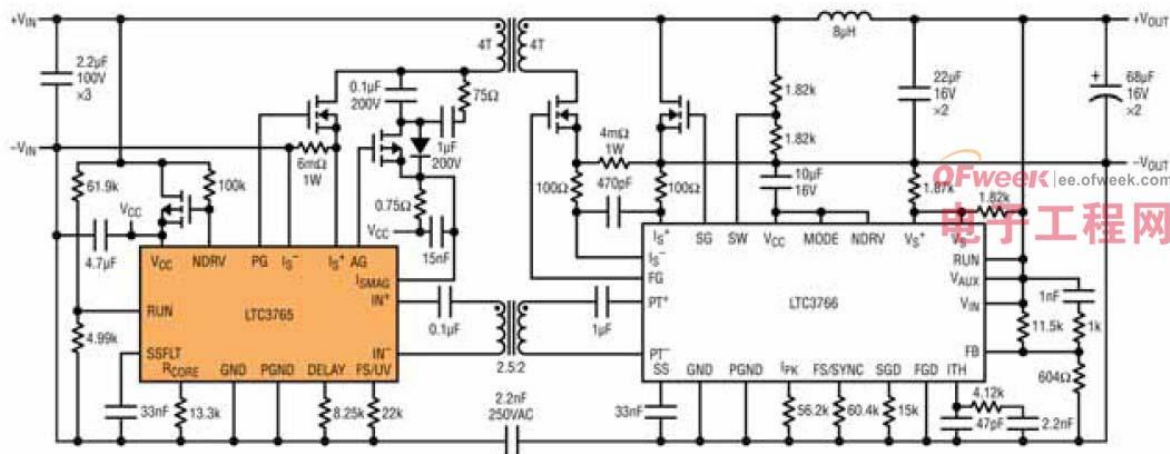 +VIN
2.2µF
100V
×3
−VIN
4T
4T
0.1µF
200V
75Ω
1µF
200V
6mΩ
1W
0.75Ω
VCC
15nF
61.9k
100k
VCC
4.7µF
4.99k
VCC
NDRV
PG
IS−
IS+
AG
ISMAG
IN+
RUN
LTC3765
SSFLT
IN−
RCORE
GND
PGND
DELAY
FS/UV
33nF
13.3k
8.25k
22k
0.1µF
2.5:2
1µF
2.2nF
250VAC
8µH
+VOUT
22µF
16V
×2
+
68µF
16V
×2
1.82k
1.82k
4mΩ
1W
−VOUT
100Ω
470pF
100Ω
10µF
16V
1.87k
1.82k
OFweek
ee.ofweek.com
电子工程网
IS+
SG
SW
VCC
MODE
NDRV
VS+
VS−
IS−
RUN
FG
VAUX
PT+
LTC3766
VIN
PT−
FB
SS
GND
PGND
IPK
FS/SYNC
SGD
FGD
ITH
1nF
11.5k
1k
604Ω
33nF
56.2k
60.4k
15k
4.12k
47pF
2.2nF